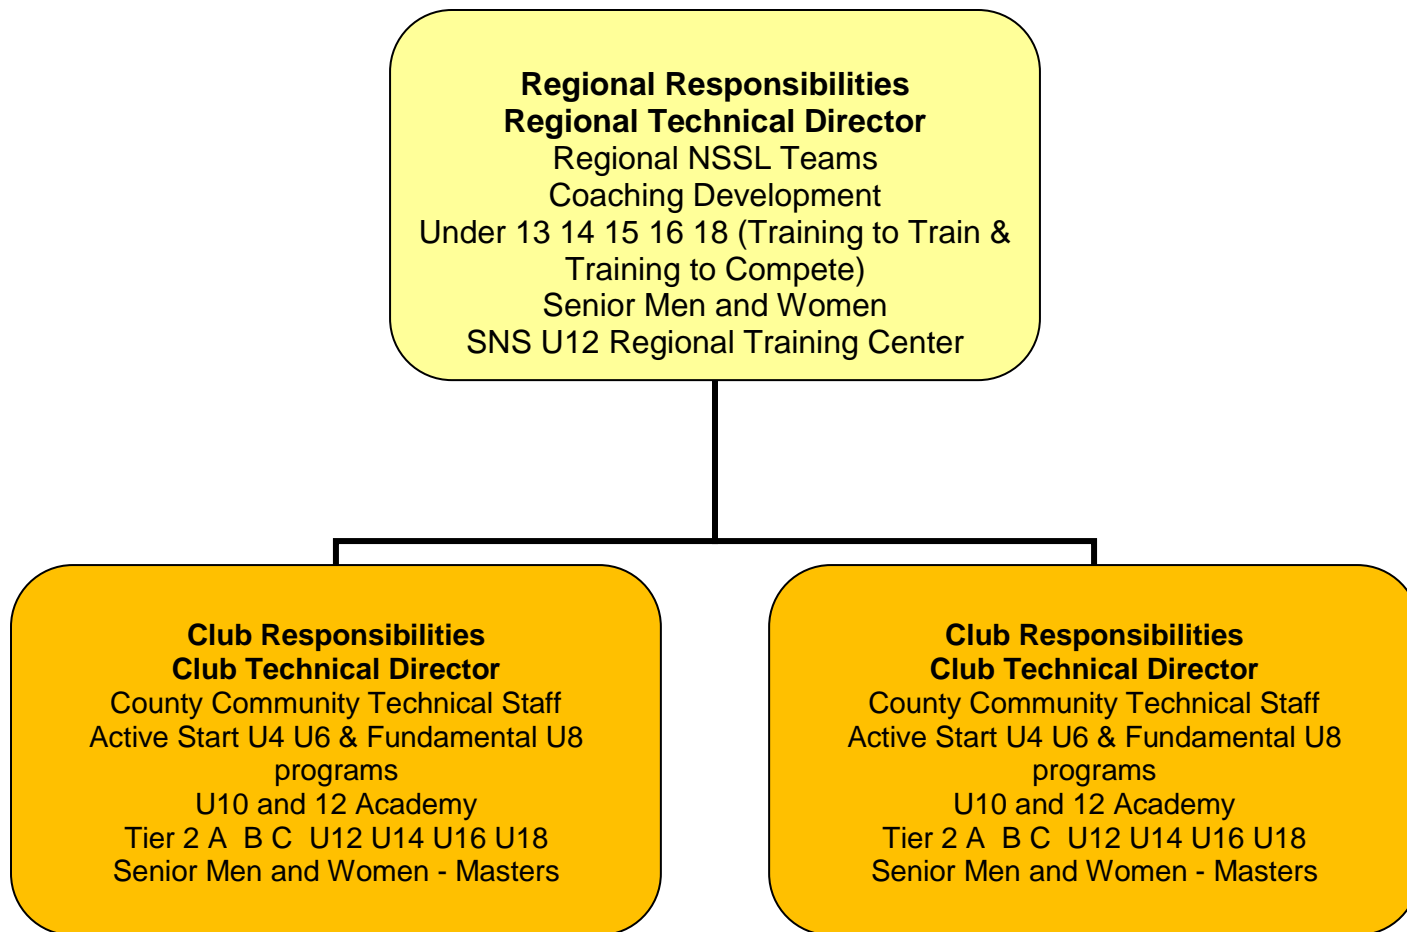 Regional Responsibilities
Regional Technical Director
Regional NSSL Teams
Coaching Development
Under 13 14 15 16 18 (Training to Train &
Training to Compete)
Senior Men and Women
SNS U12 Regional Training Center
Club Responsibilities
Club Technical Director
County Community Technical Staff
Active Start U4 U6 & Fundamental U8
programs
U10 and 12 Academy
Tier 2 A  B C  U12 U14 U16 U18
Senior Men and Women - Masters
Club Responsibilities
Club Technical Director
County Community Technical Staff
Active Start U4 U6 & Fundamental U8
programs
U10 and 12 Academy
Tier 2 A  B C  U12 U14 U16 U18
Senior Men and Women - Masters